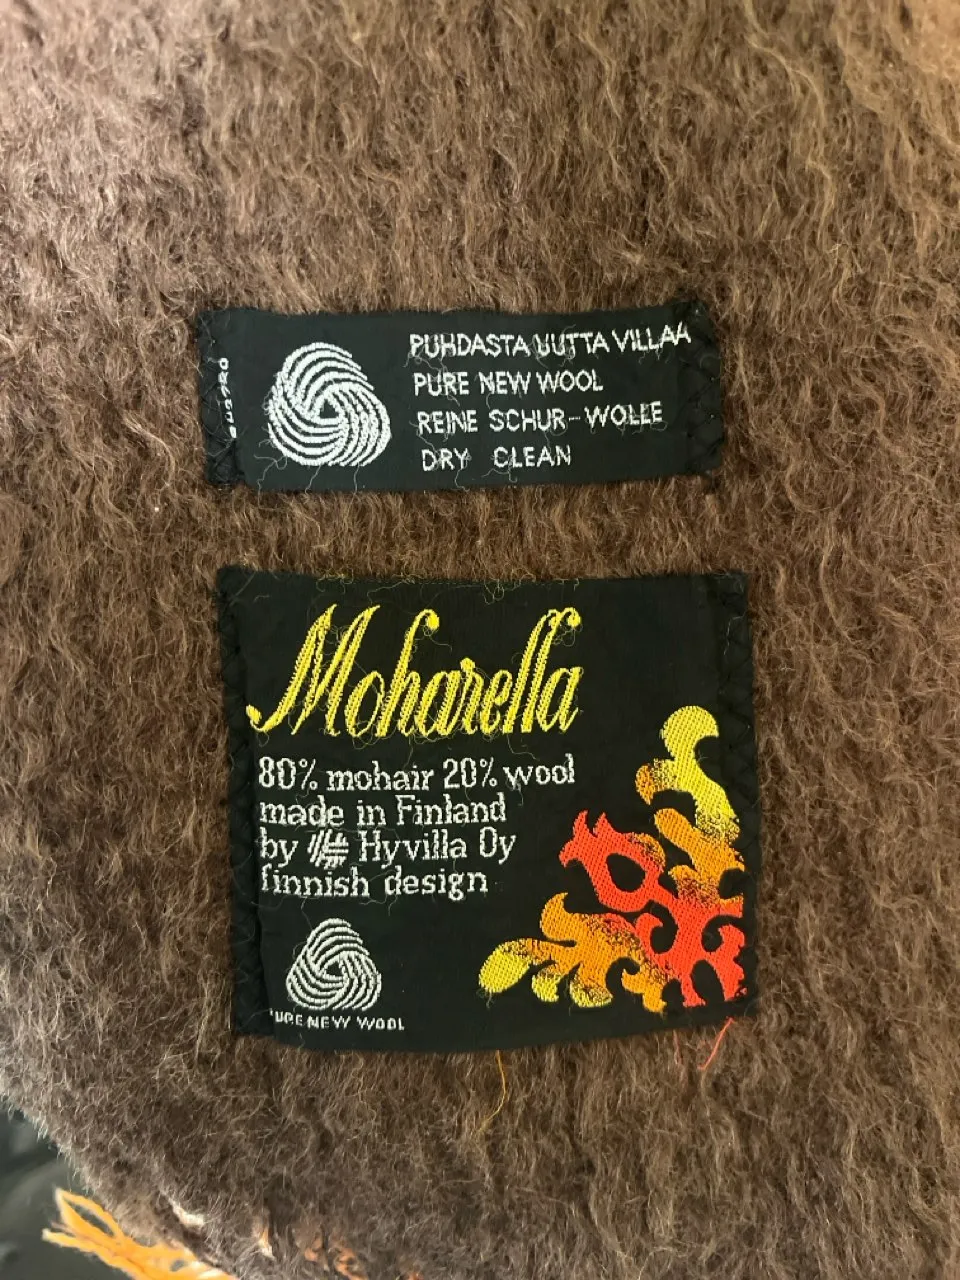 PUHDASTA UUTTA VILLAA
PURE NEW WOOL
REINE SCHUR-WOLLE
DRY CLEAN
Moharella
80% mohair 20% wool
made in Finland
by Hyvilla Oy
finnish design
PURE NEW WOOL